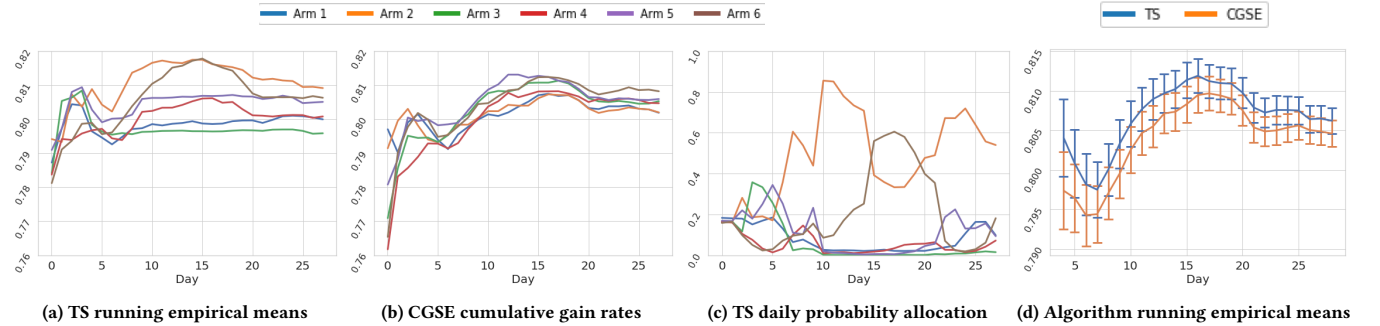 Arm 1 Arm 2 Arm 3 Arm 4 Arm 5 Arm 6
TS CGSE
0.82
0.81
0.80
0.79
0.78
0.77
0.76
0 5 10 15 20 25
Day
(a) TS running empirical means
0.82
0.81
0.80
0.79
0.78
0.77
0.76
0 5 10 15 20 25
Day
(b) CGSE cumulative gain rates
1.0
0.8
0.6
0.4
0.2
0.0
0 5 10 15 20 25
Day
(c) TS daily probability allocation
0.815
0.810
0.805
0.800
0.795
0.790
5 10 15 20 25
Day
(d) Algorithm running empirical means